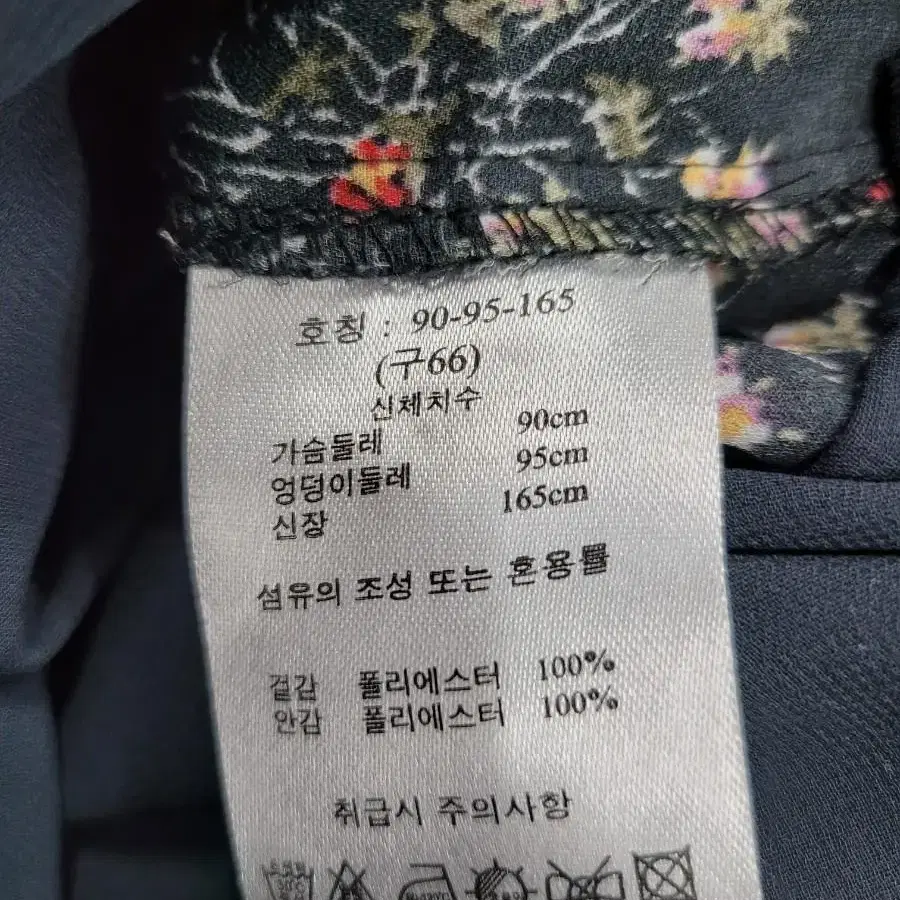 호칭 : 90-95-165
(구66)
신체치수
가슴둘레 90cm
엉덩이둘레 95cm
신장 165cm
섬유의 조성 또는 혼용률
겉감 폴리에스터 100%
안감 폴리에스터 100%
취급시 주의사항
30℃